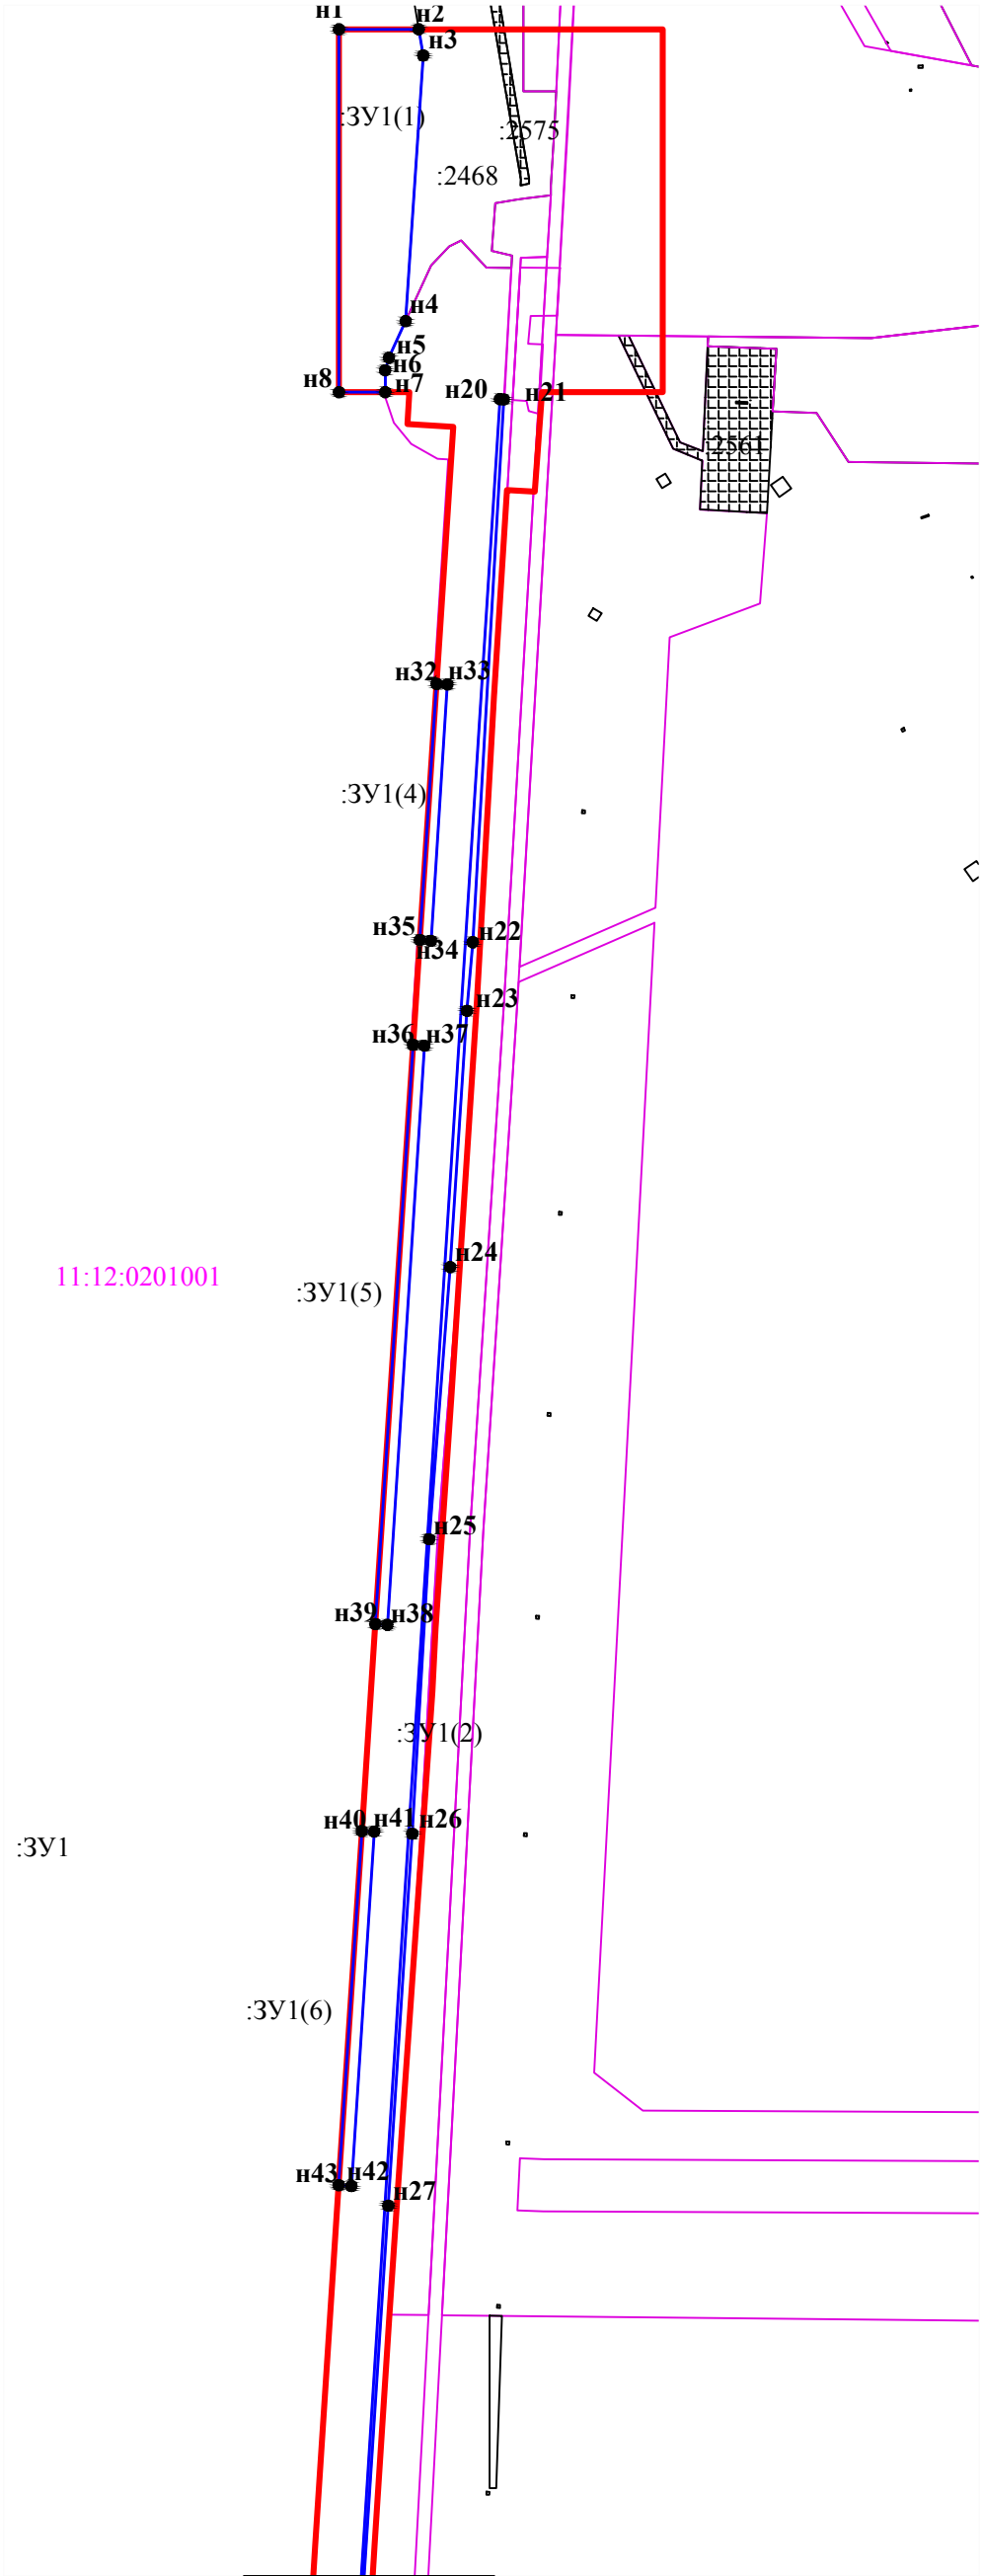 н1
н2
н3
:ЗУ1(1)
:2575
:2468
н4
н5
н6
н8
н7
н20
н21
:2561
н32
н33
:ЗУ1(4)
н35
н34
н22
н23
н36
н37
н24
11:12:0201001
:ЗУ1(5)
н25
н39
н38
:ЗУ1(2)
н40
н41
н26
:ЗУ1
:ЗУ1(6)
н43
н42
н27